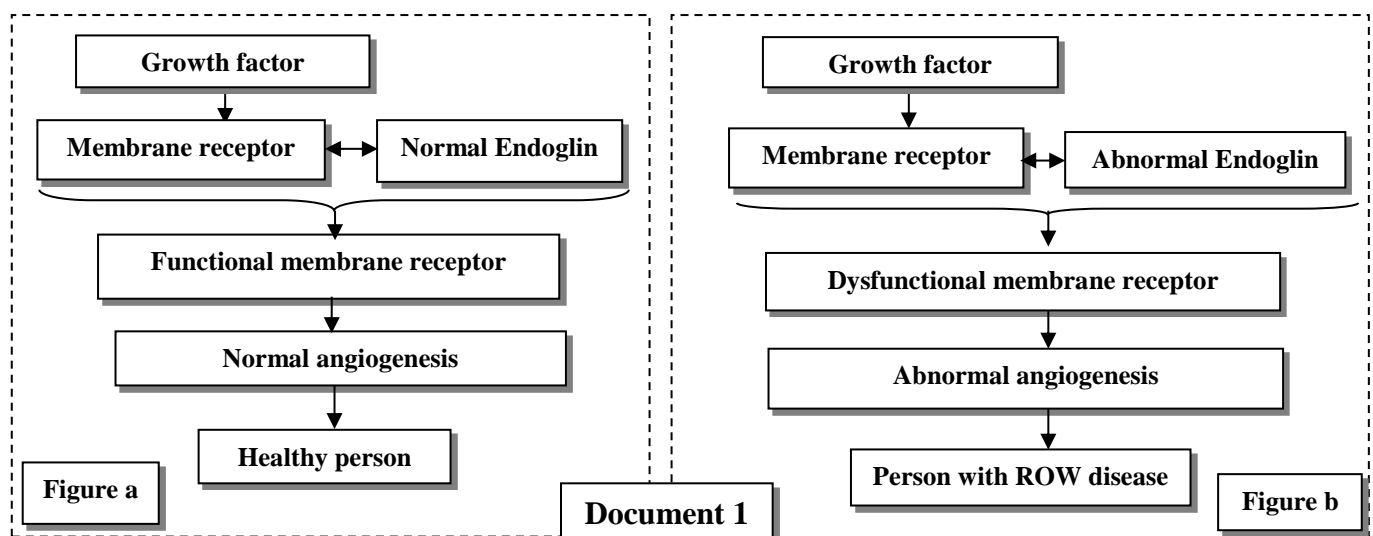 Growth factor
Membrane receptor
Normal Endoglin
Functional membrane receptor
Normal angiogenesis
Healthy person
Figure a
Growth factor
Membrane receptor
Abnormal Endoglin
Dysfunctional membrane receptor
Abnormal angiogenesis
Person with ROW disease
Figure b
Document 1